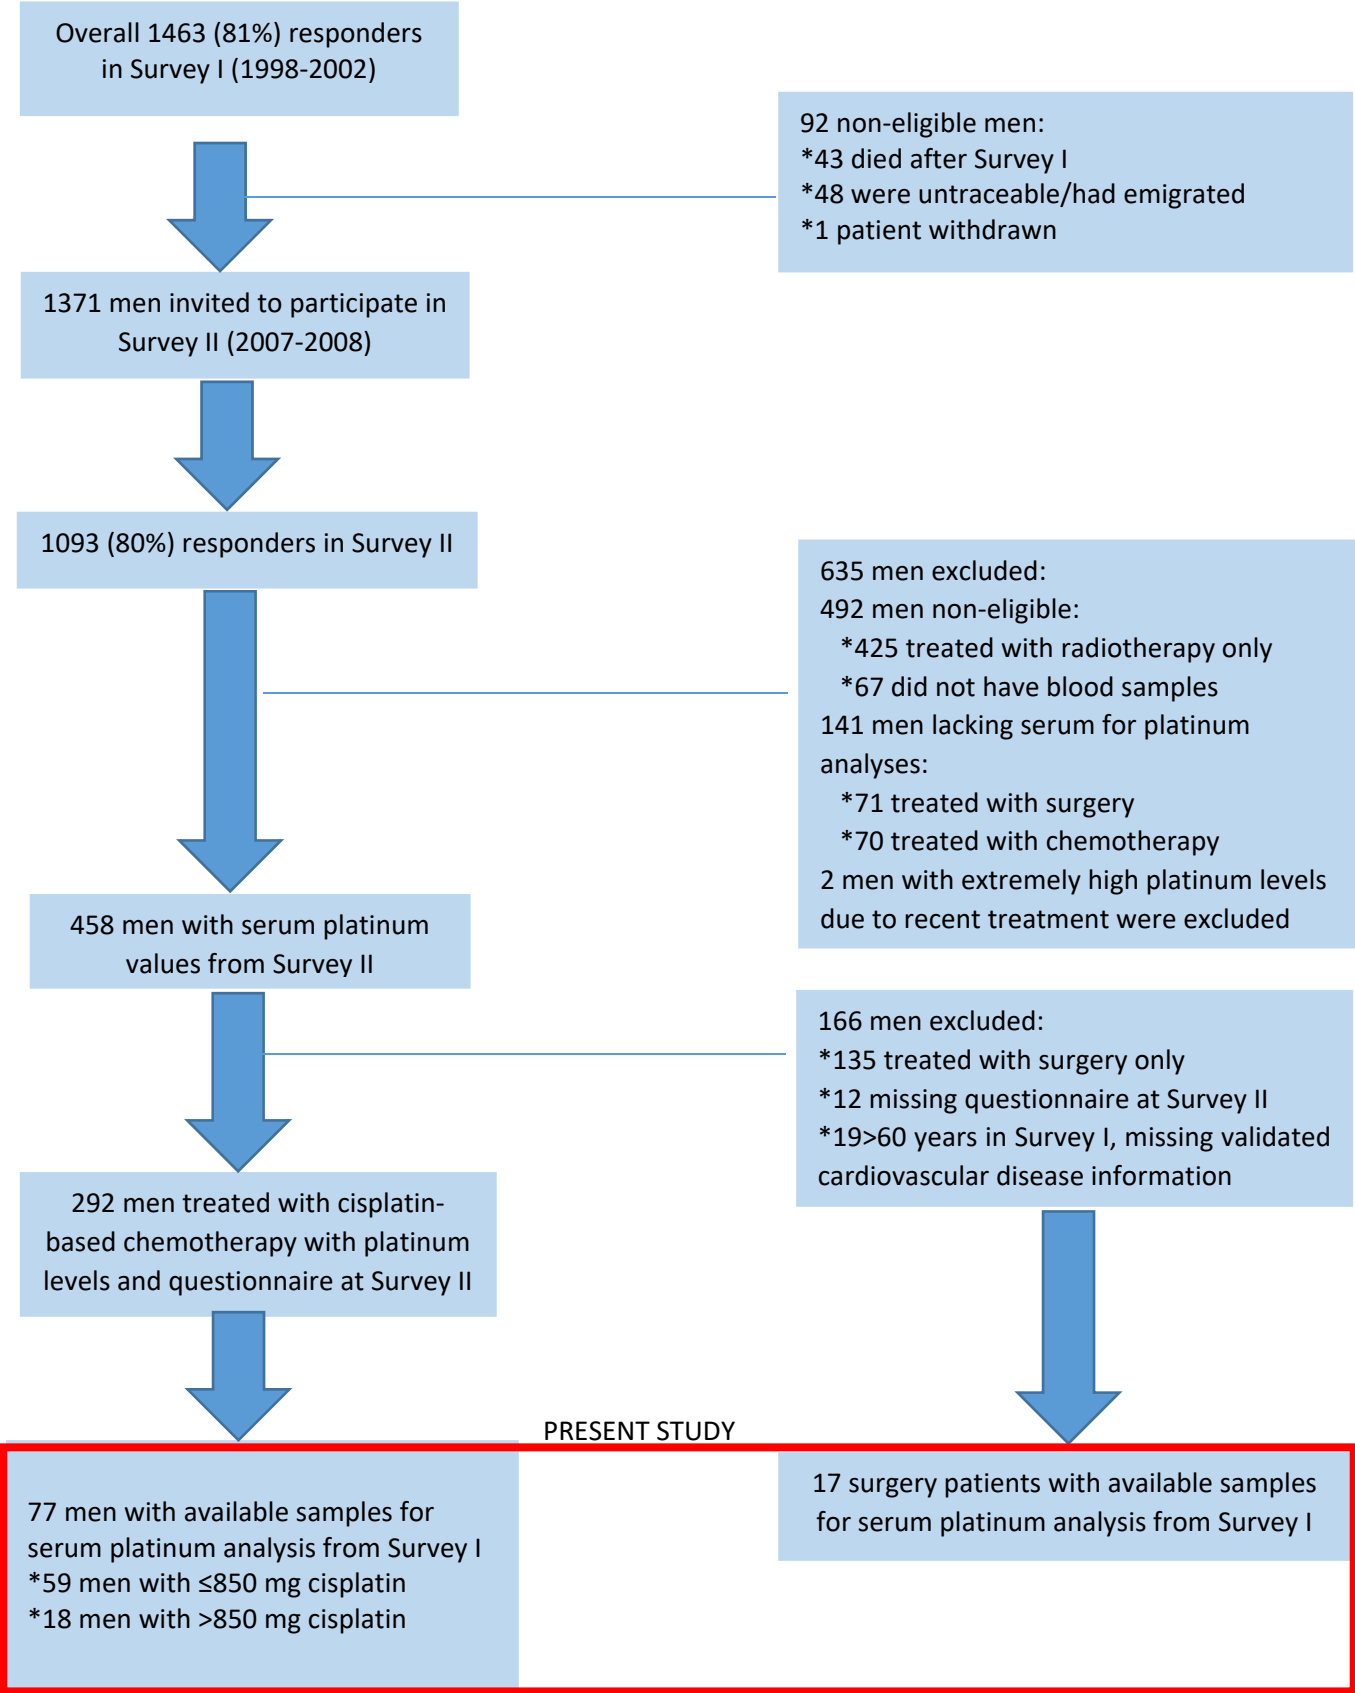 Overall 1463 (81%) responders
in Survey I (1998-2002)
92 non-eligible men:
*43 died after Survey I
*48 were untraceable/had emigrated
*1 patient withdrawn
1371 men invited to participate in
Survey II (2007-2008)
1093 (80%) responders in Survey II
635 men excluded:
492 men non-eligible:
*425 treated with radiotherapy only
*67 did not have blood samples
141 men lacking serum for platinum
analyses:
*71 treated with surgery
*70 treated with chemotherapy
2 men with extremely high platinum levels
due to recent treatment were excluded
458 men with serum platinum
values from Survey II
166 men excluded:
*135 treated with surgery only
*12 missing questionnaire at Survey II
*19>60 years in Survey I, missing validated
cardiovascular disease information
292 men treated with cisplatin-
based chemotherapy with platinum
levels and questionnaire at Survey II
PRESENT STUDY
77 men with available samples for
serum platinum analysis from Survey I
*59 men with ≤850 mg cisplatin
*18 men with >850 mg cisplatin
17 surgery patients with available samples
for serum platinum analysis from Survey I